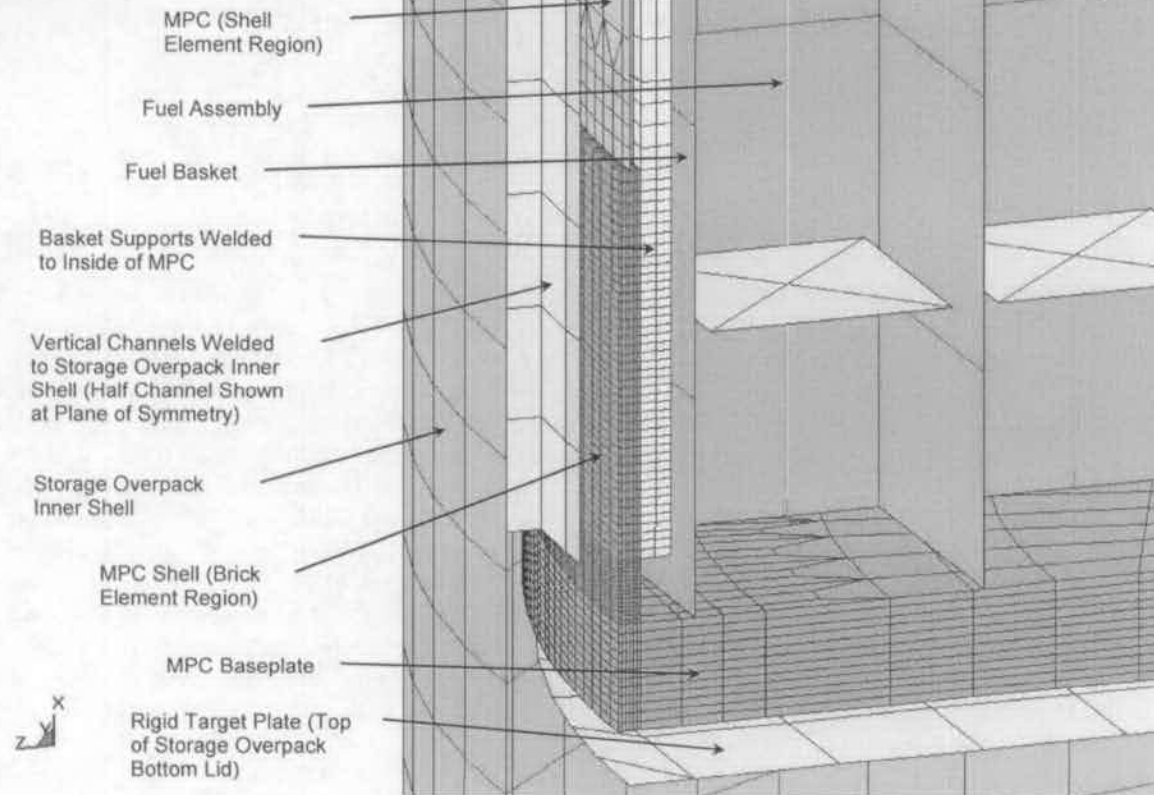 MPC (Shell
Element Region)
Fuel Assembly
Fuel Basket
Basket Supports Welded
to Inside of MPC
Vertical Channels Welded
to Storage Overpack Inner
Shell (Half Channel Shown
at Plane of Symmetry)
Storage Overpack
Inner Shell
MPC Shell (Brick
Element Region)
MPC Baseplate
Rigid Target Plate (Top
of Storage Overpack
Bottom Lid)
X
Y
Z